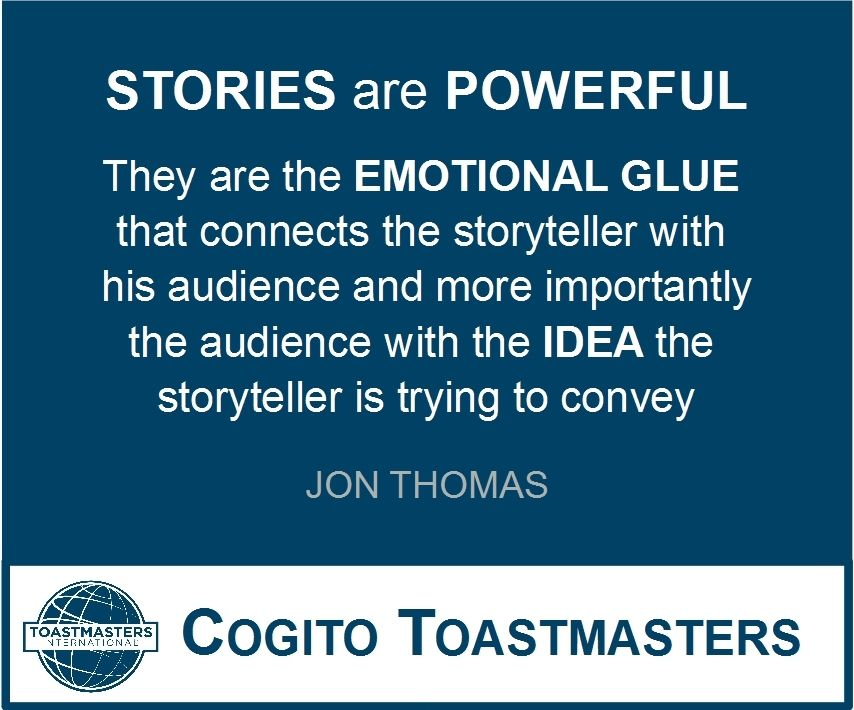 STORIES are POWERFUL
They are the EMOTIONAL GLUE
that connects the storyteller with
his audience and more importantly
the audience with the IDEA the
storyteller is trying to convey
JON THOMAS
TOASTMASTERS
INTERNATIONAL
COGITO TOASTMASTERS